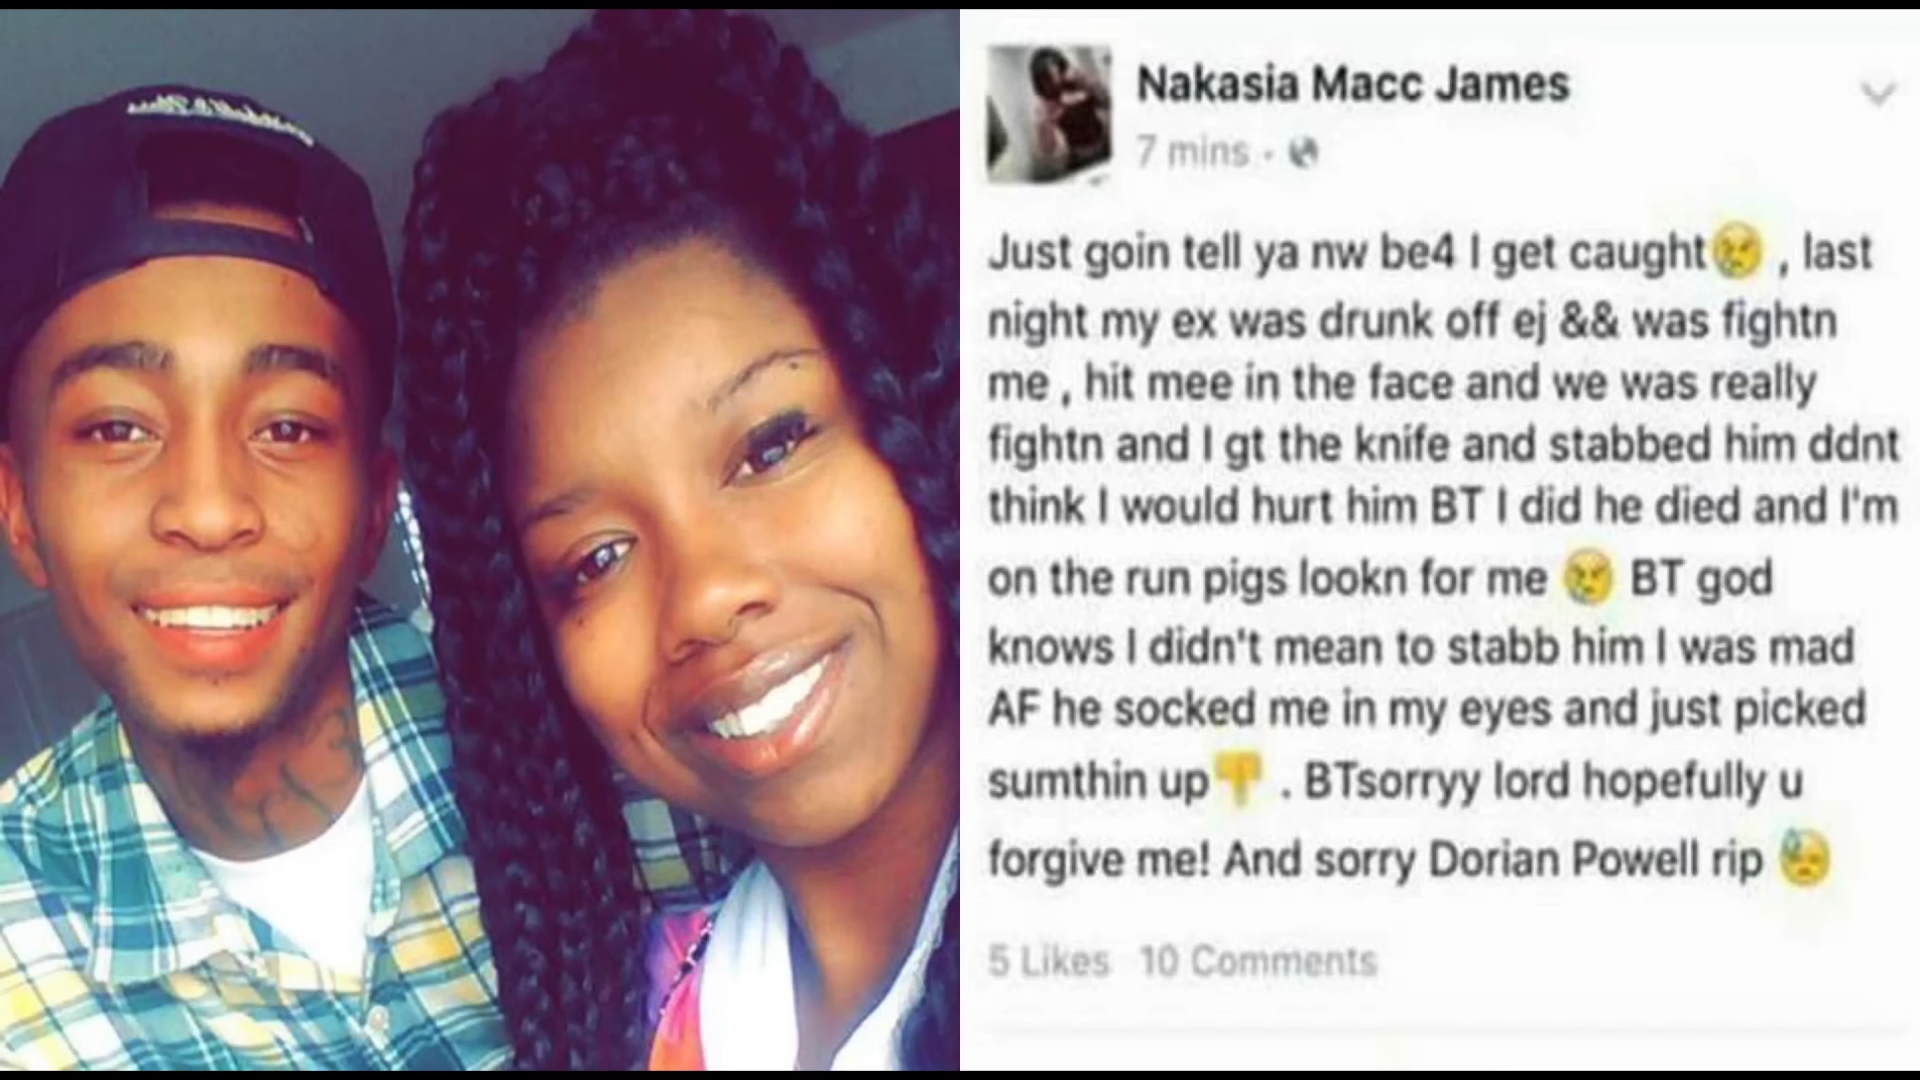 Nakasia Macc James
7 mins ·
Just goin tell ya nw be4 I get caught😢 , last
night my ex was drunk off ej && was fightn
me , hit mee in the face and we was really
fightn and I gt the knife and stabbed him ddnt
think I would hurt him BT I did he died and I'm
on the run pigs lookn for me 😢 BT god
knows I didn't mean to stabb him I was mad
AF he socked me in my eyes and just picked
sumthin up👎 . BTsorryy lord hopefully u
forgive me! And sorry Dorian Powell rip 😓
5 Likes 10 Comments